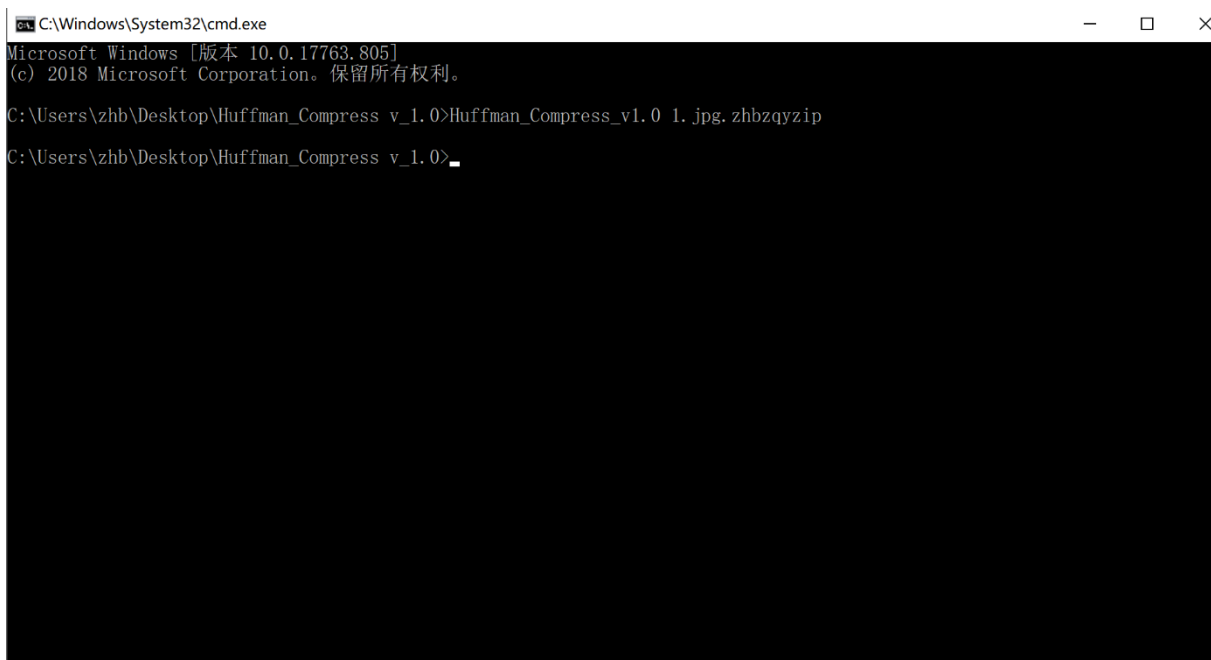 C:\Windows\System32\cmd.exe
Microsoft Windows [版本 10.0.17763.805]
(c) 2018 Microsoft Corporation。保留所有权利。
C:\Users\zhb\Desktop\Huffman_Compress v_1.0>Huffman_Compress_v1.0 1.jpg.zhbzqyzip
C:\Users\zhb\Desktop\Huffman_Compress v_1.0>